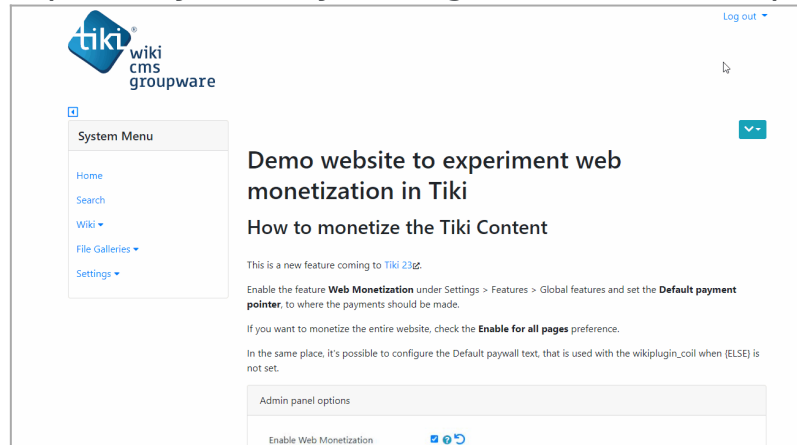 Log out
tiki
wiki
cms
groupware
System Menu
Home
Search
Wiki
File Galleries
Settings
Demo website to experiment web
monetization in Tiki
How to monetize the Tiki Content
This is a new feature coming to Tiki 23.
Enable the feature Web Monetization under Settings > Features > Global features and set the Default payment
pointer, to where the payments should be made.
If you want to monetize the entire website, check the Enable for all pages preference.
In the same place, it's possible to configure the Default paywall text, that is used with the wikiplugin_coil when {ELSE} is
not set.
Admin panel options
Enable Web Monetization